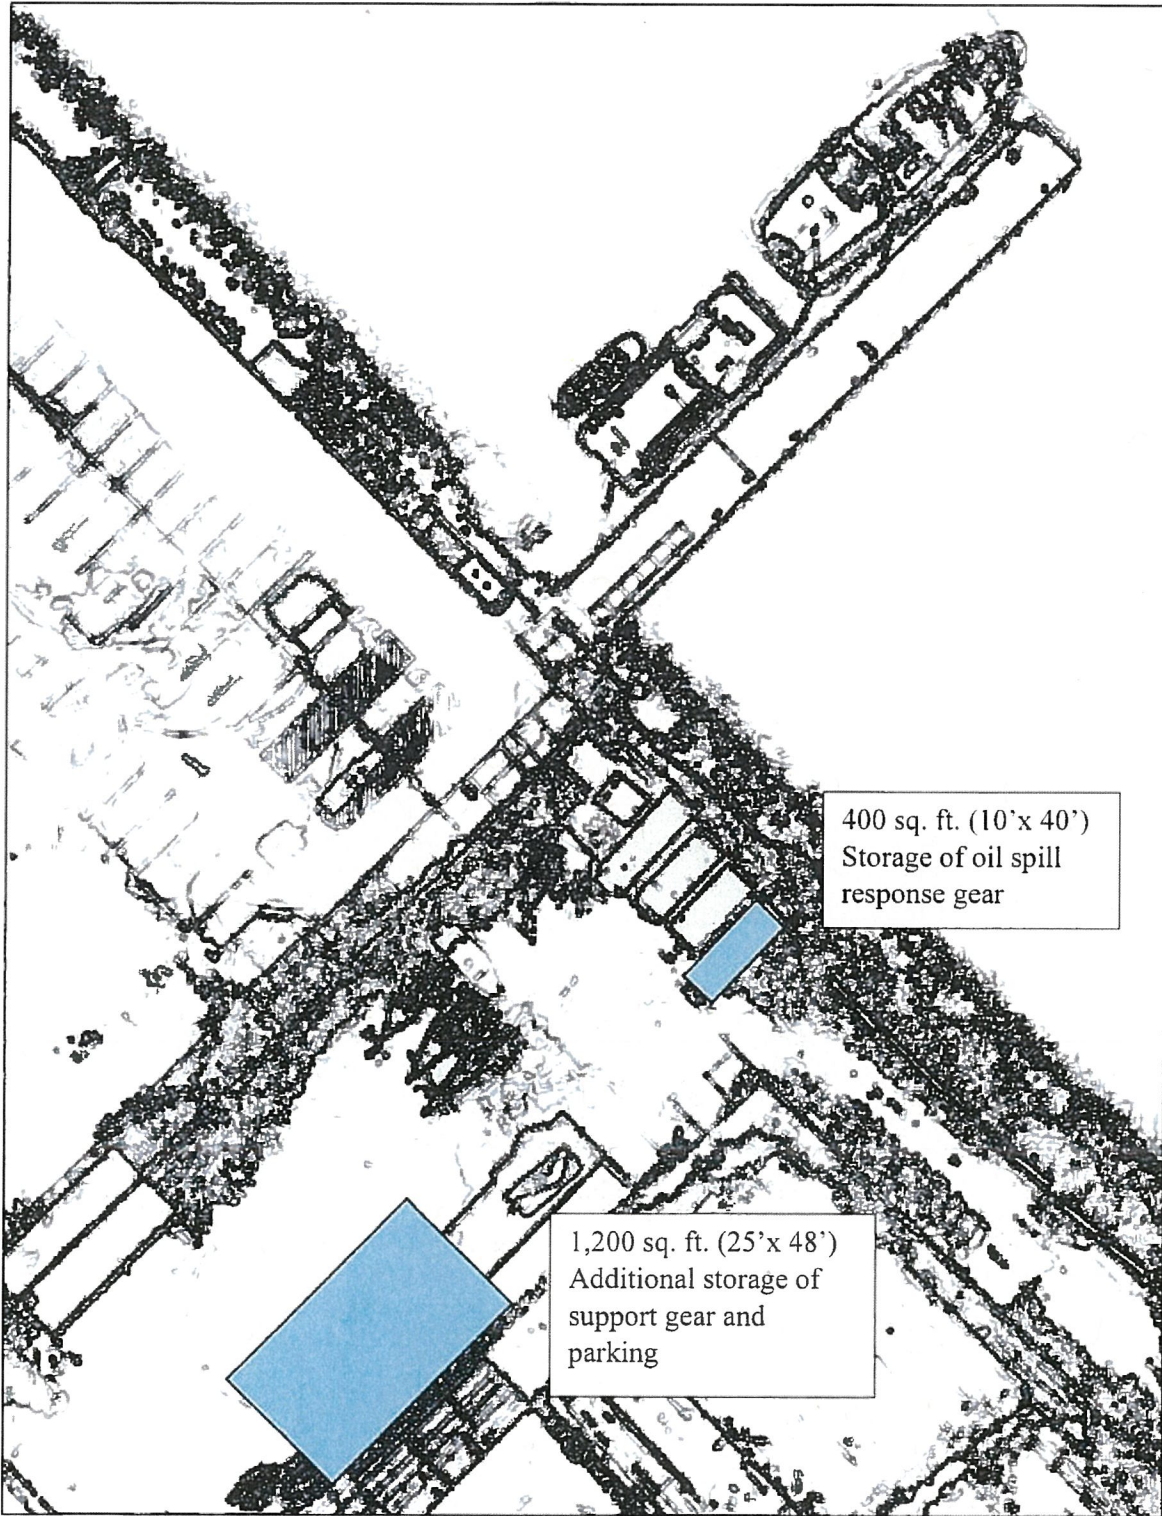 400 sq. ft. (10’x 40’)
Storage of oil spill
response gear
1,200 sq. ft. (25’x 48’)
Additional storage of
support gear and
parking